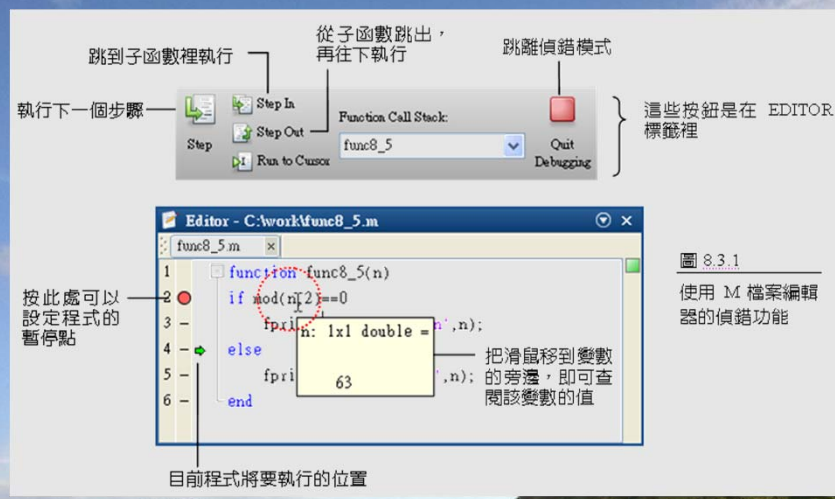 跳到子函數裡執行
從子函數跳出，
再往下執行
跳離偵錯模式
執行下一個步驟
Step
Step In
Step Out
Run to Cursor
Function Call Stack:
func8_5
Quit
Debugging
這些按鈕是在 EDITOR
標籤裡
Editor - C:\work\func8_5.m
func8_5.m
1 function func8_5(n)
2 if mod(n,2)==0
3 – fpri n',n);
n: 1x1 double =
63
4 – else
5 – fpri ',n);
6 – end
按此處可以
設定程式的
暫停點
把滑鼠移到變數
的旁邊，即可查
閱該變數的值
目前程式將要執行的位置
圖 8.3.1
使用 M 檔案編輯
器的偵錯功能